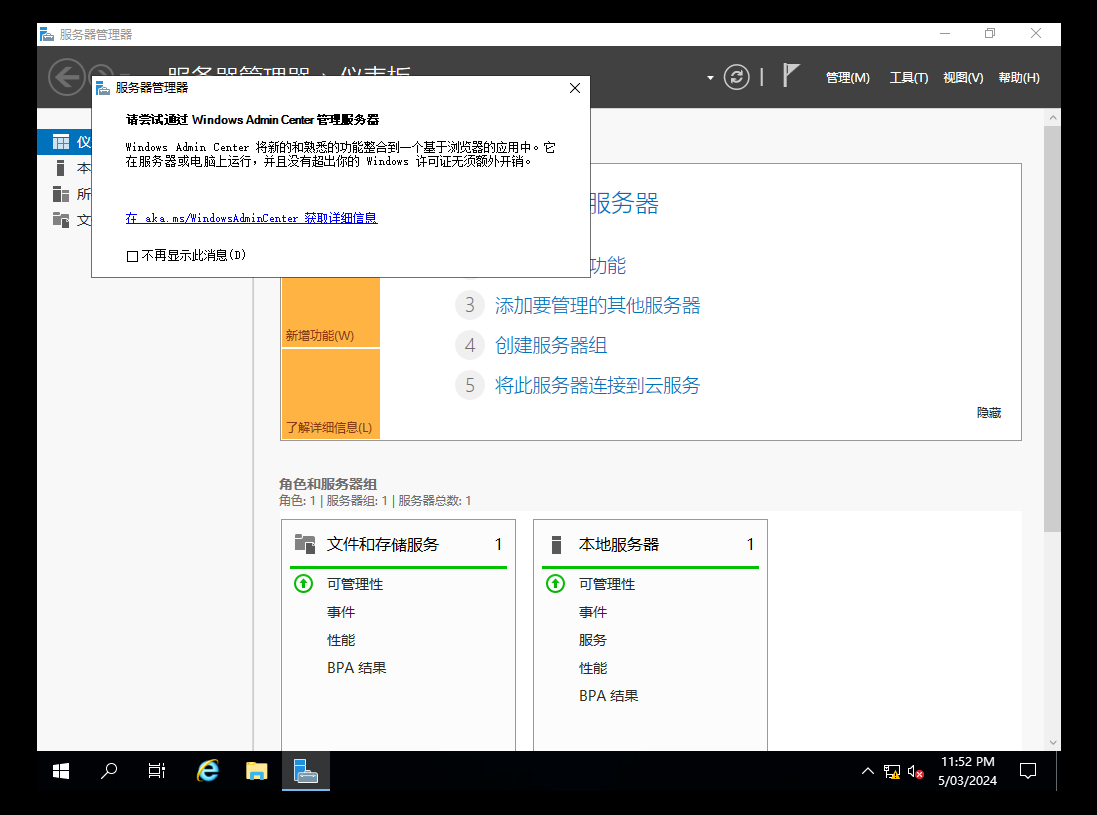 服务器管理器
服务器管理器 · 仪表板
管理(M) 工具(T) 视图(V) 帮助(H)
服务器管理器
请尝试通过 Windows Admin Center 管理服务器
Windows Admin Center 将新的和熟悉的功能整合到一个基于浏览器的应用中。它
在服务器或电脑上运行，并且没有超出你的 Windows 许可证无须额外开销。
在 aka.ms/WindowsAdminCenter 获取详细信息
不再显示此消息(D)
仪
本
所
文
服务器
功能
3 添加要管理的其他服务器
4 创建服务器组
5 将此服务器连接到云服务
新增功能(W)
了解详细信息(L)
隐藏
角色和服务器组
角色: 1 | 服务器组: 1 | 服务器总数: 1
文件和存储服务 1
可管理性
事件
性能
BPA 结果
本地服务器 1
可管理性
事件
服务
性能
BPA 结果
11:52 PM
5/03/2024